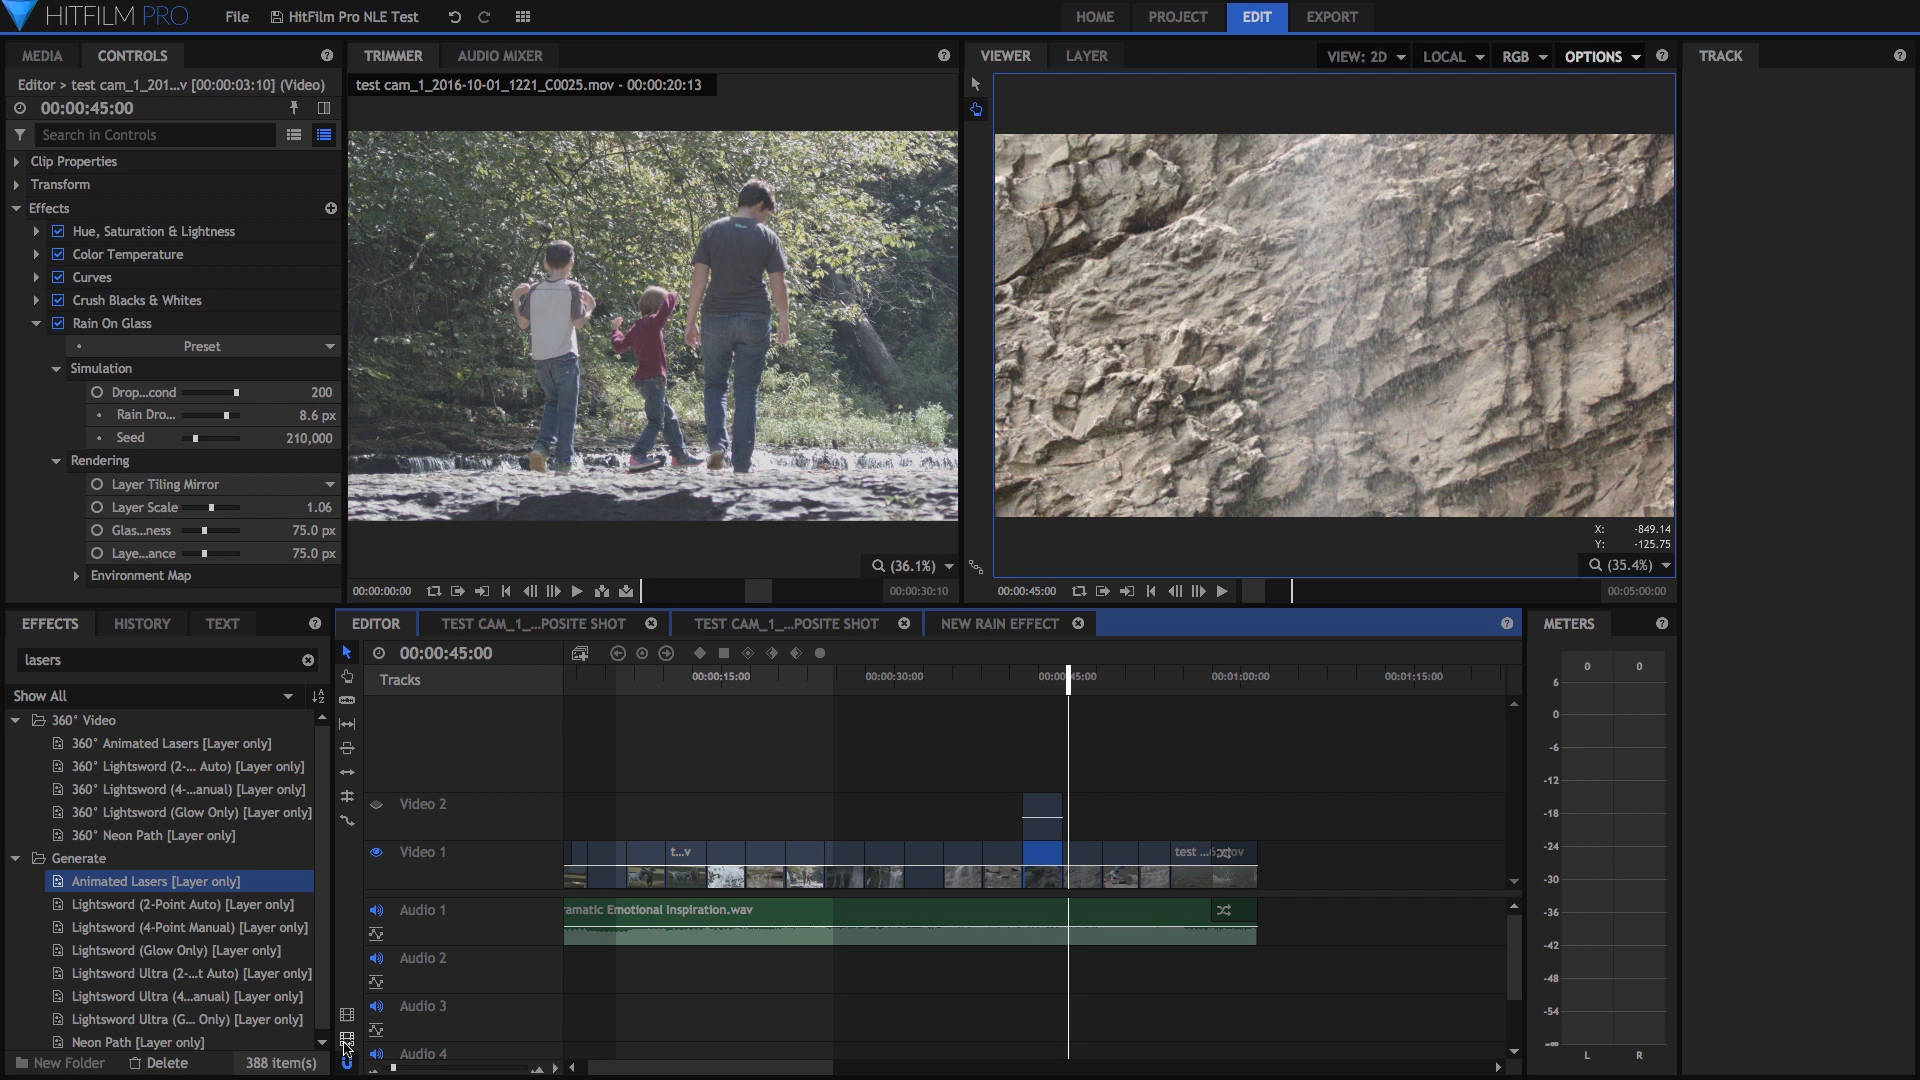 HITFILM PRO
File
HitFilm Pro NLE Test
HOME
PROJECT
EDIT
EXPORT
MEDIA
CONTROLS
Editor > test cam_1_201...v [00:00:03:10] (Video)
00:00:45:00
Search in Controls
Clip Properties
Transform
Effects
Hue, Saturation & Lightness
Color Temperature
Curves
Crush Blacks & Whites
Rain On Glass
Preset
Simulation
Drop...cond 200
Rain Dro... 8.6 px
Seed 210,000
Rendering
Layer Tiling Mirror
Layer Scale 1.06
Glas...ness 75.0 px
Laye...ance 75.0 px
Environment Map
TRIMMER
AUDIO MIXER
test cam_1_2016-10-01_1221_C0025.mov - 00:00:20:13
(36.1%)
00:00:00:00
00:00:30:10
VIEWER
LAYER
VIEW: 2D
LOCAL
RGB
OPTIONS
X: -849.14
Y: -125.75
(35.4%)
00:00:45:00
00:05:00:00
TRACK
EFFECTS
HISTORY
TEXT
lasers
Show All
360° Video
360° Animated Lasers [Layer only]
360° Lightsword (2-... Auto) [Layer only]
360° Lightsword (4-...anual) [Layer only]
360° Lightsword (Glow Only) [Layer only]
360° Neon Path [Layer only]
Generate
Animated Lasers [Layer only]
Lightsword (2-Point Auto) [Layer only]
Lightsword (4-Point Manual) [Layer only]
Lightsword (Glow Only) [Layer only]
Lightsword Ultra (2-...t Auto) [Layer only]
Lightsword Ultra (4...anual) [Layer only]
Lightsword Ultra (G... Only) [Layer only]
Neon Path [Layer only]
New Folder
Delete
388 item(s)
EDITOR
TEST CAM_1_...POSITE SHOT
TEST CAM_1_...POSITE SHOT
NEW RAIN EFFECT
00:00:45:00
Tracks
00:00:15:00
00:00:30:00
00:00:45:00
00:01:00:00
00:01:15:00
Video 2
Video 1
t...v
Audio 1
amatic Emotional Inspiration.wav
Audio 2
Audio 3
Audio 4
METERS
0 0
6
0
-6
-12
-18
-24
-30
-36
-42
-48
-54
-∞
L R